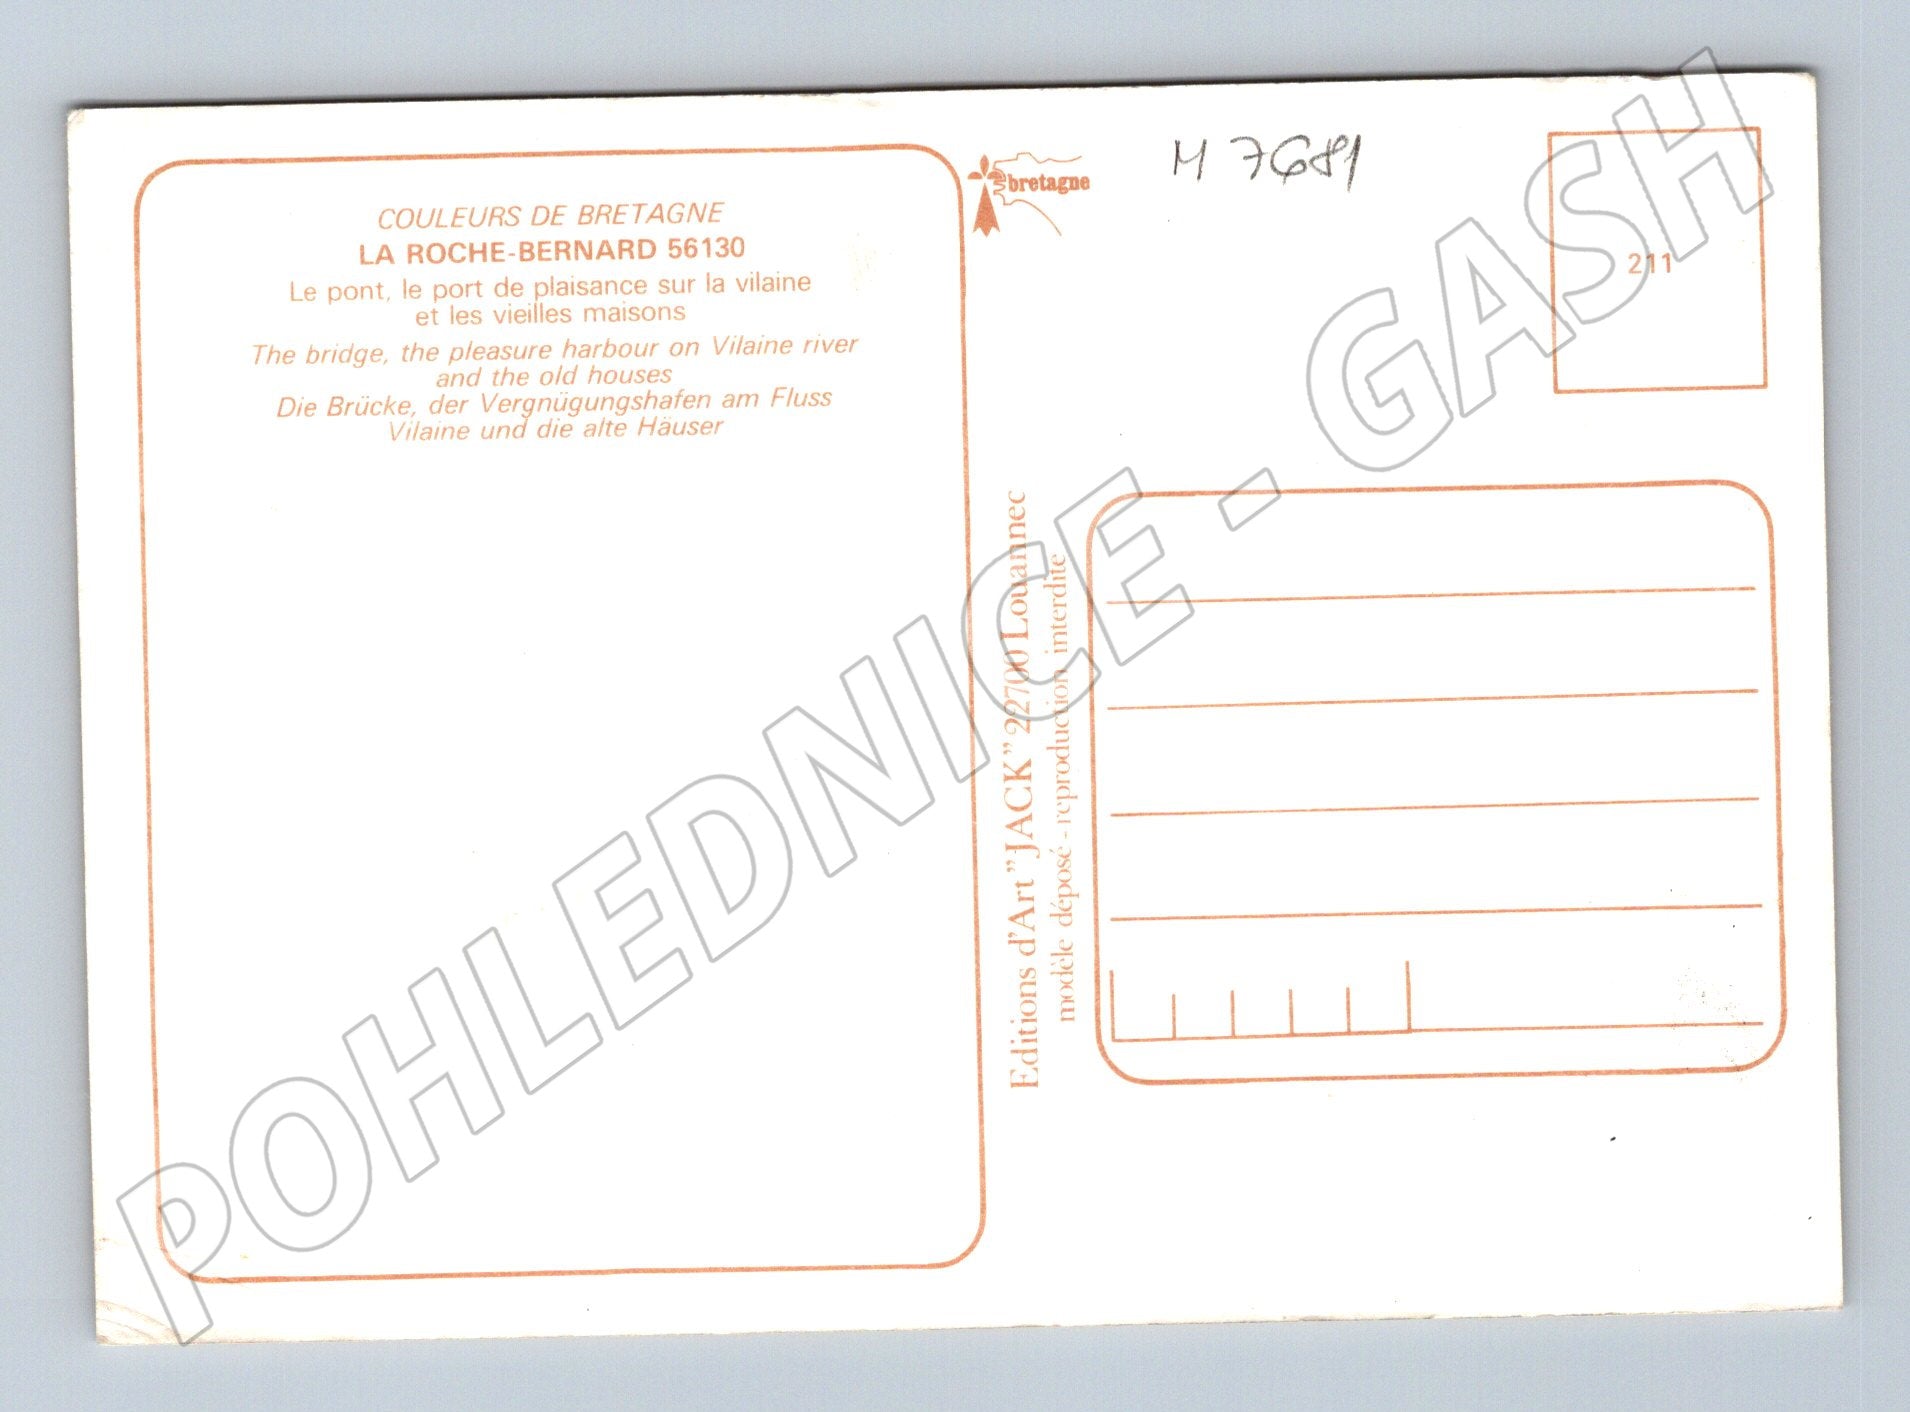 COULEURS DE BRETAGNE
LA ROCHE-BERNARD 56130
Le pont, le port de plaisance sur la vilaine
et les vieilles maisons
The bridge, the pleasure harbour on Vilaine river
and the old houses
Die Brücke, der Vergnügungshafen am Fluss
Vilaine und die alte Häuser
bretagne
M 7681
211
Editions d'Art "JACK" 22700 Louannec
modèle déposé - reproduction interdite
POHLEDNICE - GASH